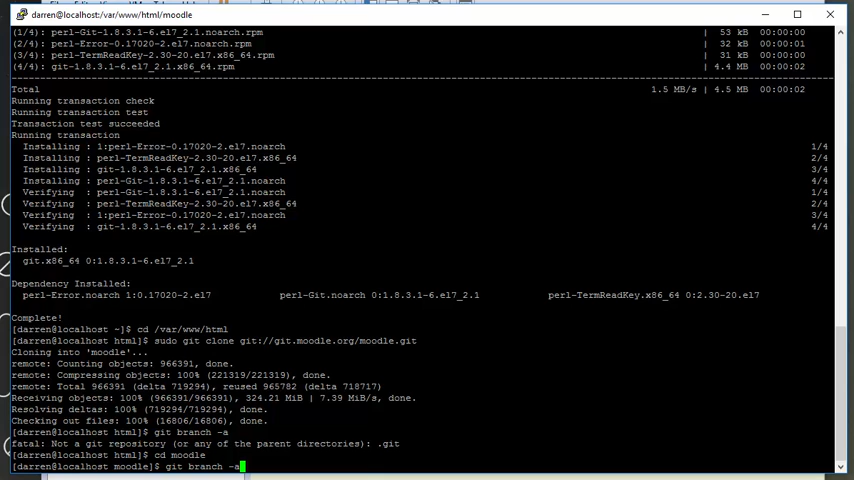 darren@localhost:/var/www/html/moodle
(1/4): perl-Git-1.8.3.1-6.el7_2.1.noarch.rpm | 53 kB 00:00:00
(2/4): perl-Error-0.17020-2.el7.noarch.rpm | 32 kB 00:00:01
(3/4): perl-TermReadKey-2.30-20.el7.x86_64.rpm | 31 kB 00:00:00
(4/4): git-1.8.3.1-6.el7_2.1.x86_64.rpm | 4.4 MB 00:00:02
Total 1.5 MB/s | 4.5 MB 00:00:02
Running transaction check
Running transaction test
Transaction test succeeded
Running transaction
Installing : 1:perl-Error-0.17020-2.el7.noarch 1/4
Installing : perl-TermReadKey-2.30-20.el7.x86_64 2/4
Installing : git-1.8.3.1-6.el7_2.1.x86_64 3/4
Installing : perl-Git-1.8.3.1-6.el7_2.1.noarch 4/4
Verifying : perl-Git-1.8.3.1-6.el7_2.1.noarch 1/4
Verifying : perl-TermReadKey-2.30-20.el7.x86_64 2/4
Verifying : 1:perl-Error-0.17020-2.el7.noarch 3/4
Verifying : git-1.8.3.1-6.el7_2.1.x86_64 4/4
Installed:
git.x86_64 0:1.8.3.1-6.el7_2.1
Dependency Installed:
perl-Error.noarch 1:0.17020-2.el7 perl-Git.noarch 0:1.8.3.1-6.el7_2.1 perl-TermReadKey.x86_64 0:2.30-20.el7
Complete!
[darren@localhost ~]$ cd /var/www/html
[darren@localhost html]$ sudo git clone git://git.moodle.org/moodle.git
Cloning into 'moodle'...
remote: Counting objects: 966391, done.
remote: Compressing objects: 100% (221319/221319), done.
remote: Total 966391 (delta 719294), reused 965782 (delta 718717)
Receiving objects: 100% (966391/966391), 324.21 MiB | 7.39 MiB/s, done.
Resolving deltas: 100% (719294/719294), done.
Checking out files: 100% (16806/16806), done.
[darren@localhost html]$ git branch -a
fatal: Not a git repository (or any of the parent directories): .git
[darren@localhost html]$ cd moodle
[darren@localhost moodle]$ git branch -a